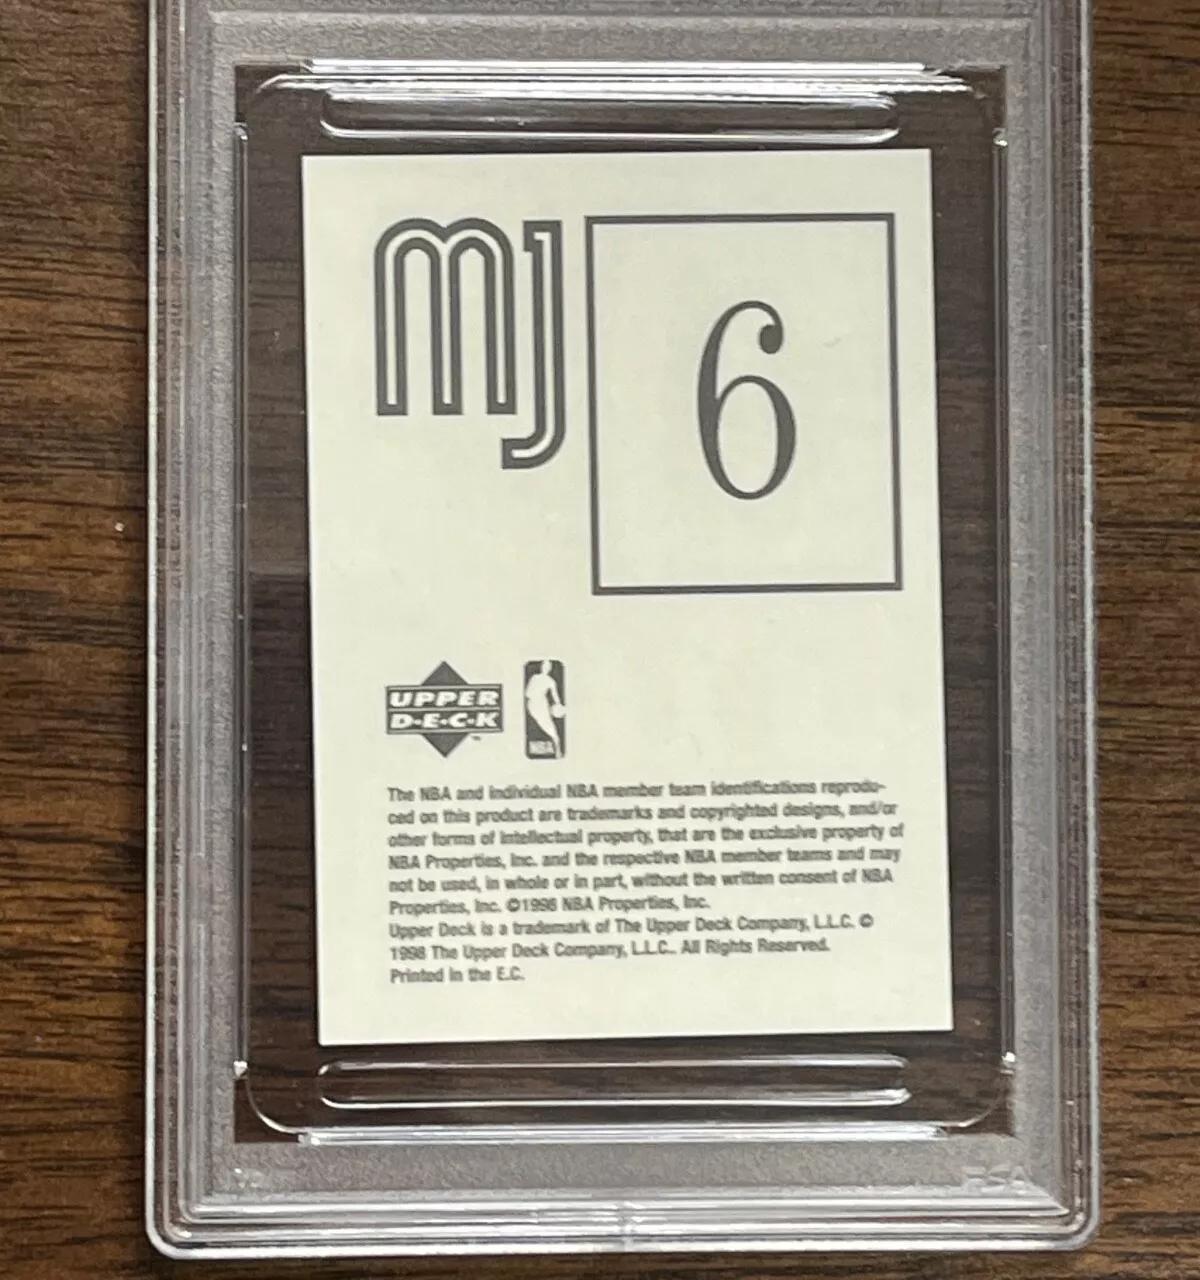 MJ
6
UPPER
D·E·C·K
™
NBA
The NBA and individual NBA member team identifications reprodu-
ced on this product are trademarks and copyrighted designs, and/or
other forms of intellectual property, that are the exclusive property of
NBA Properties, Inc. and the respective NBA member teams and may
not be used, in whole or in part, without the written consent of NBA
Properties, Inc. ©1998 NBA Properties, Inc.
Upper Deck is a trademark of The Upper Deck Company, L.L.C. ©
1998 The Upper Deck Company, L.L.C.. All Rights Reserved.
Printed in the E.C.
PSA